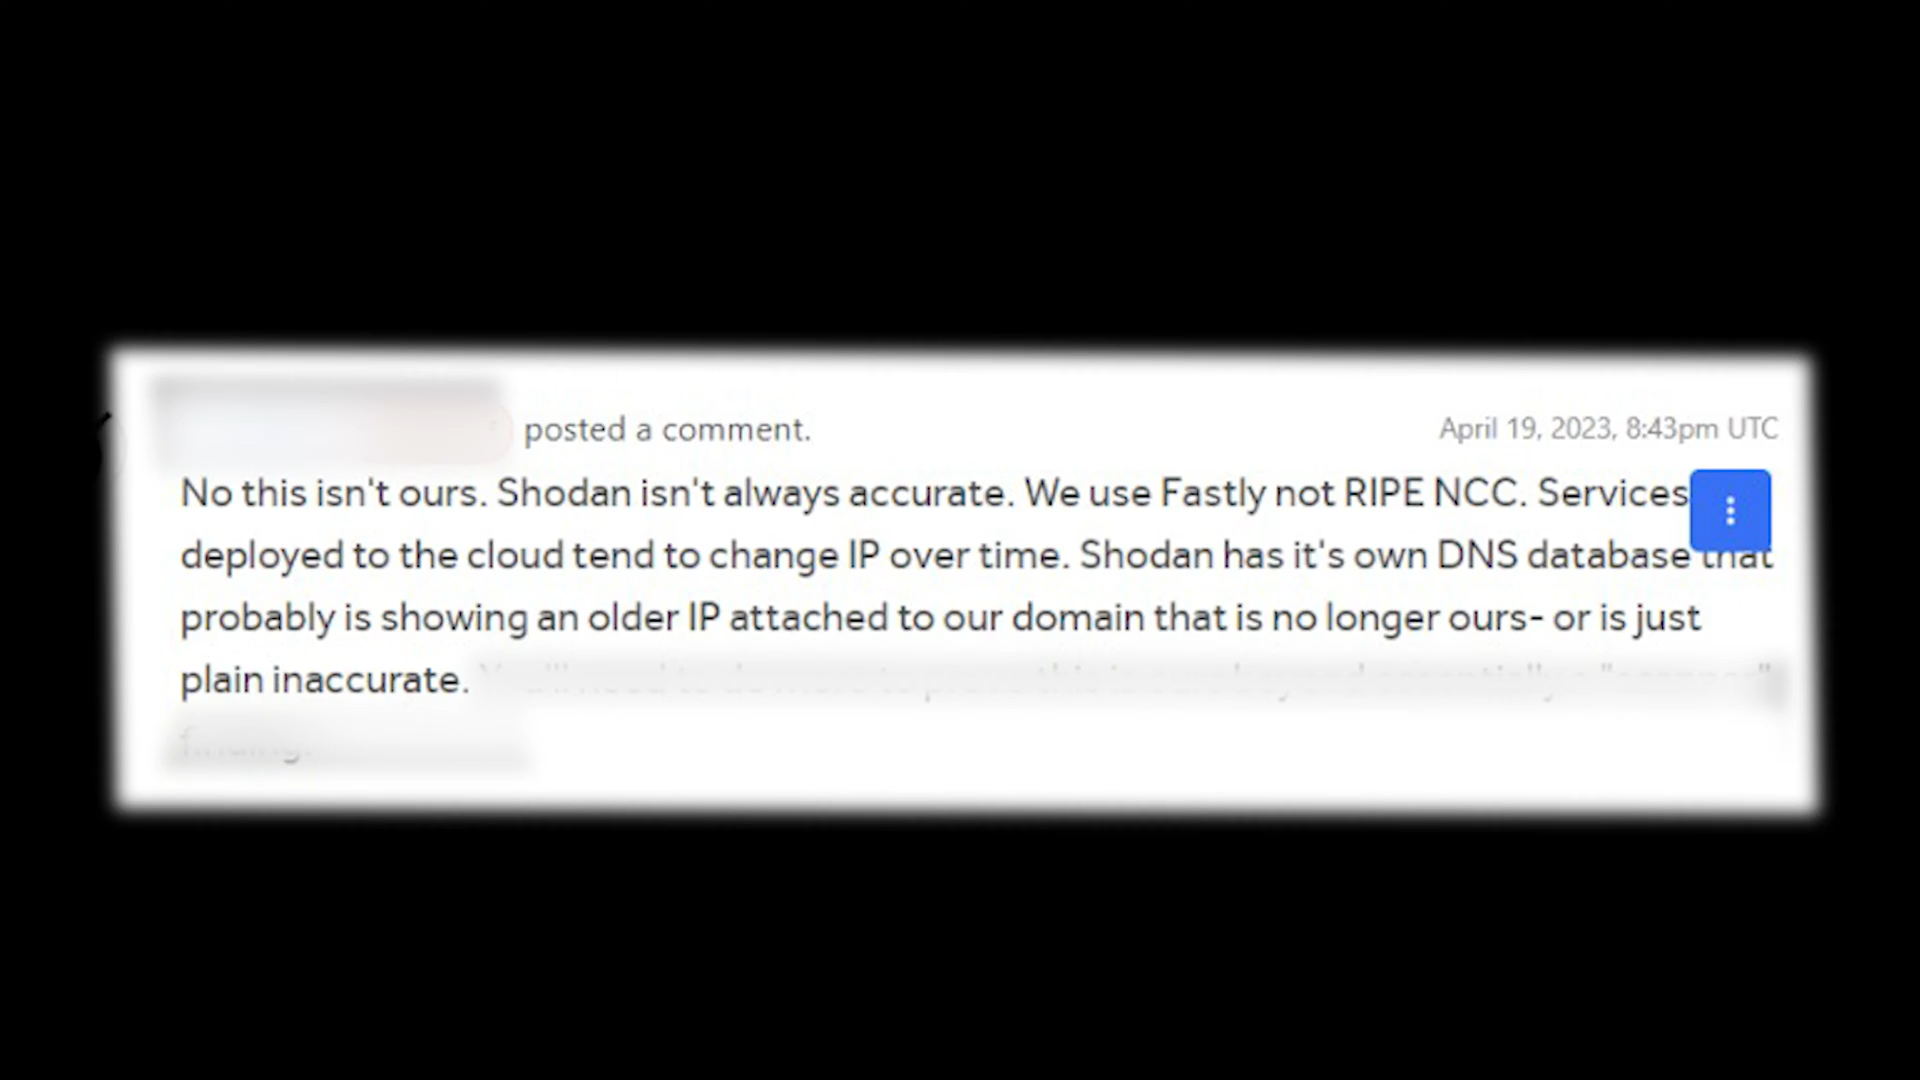 posted a comment.
April 19, 2023, 8:43pm UTC
No this isn't ours. Shodan isn't always accurate. We use Fastly not RIPE NCC. Services
deployed to the cloud tend to change IP over time. Shodan has it's own DNS database that
probably is showing an older IP attached to our domain that is no longer ours- or is just
plain inaccurate.